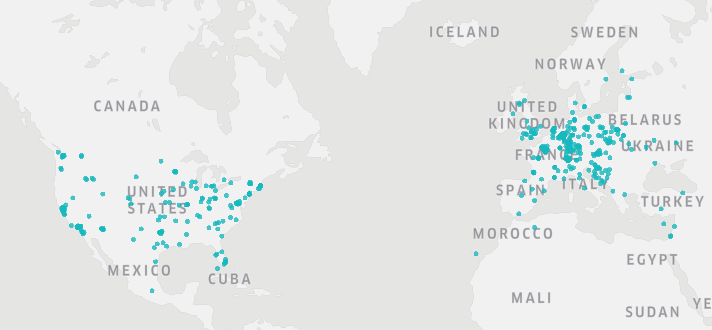 ICELAND
SWEDEN
NORWAY
CANADA
UNITED
KINGDOM
BELARUS
UKRAINE
FRANCE
UNITED
STATES
SPAIN
ITALY
TURKEY
MOROCCO
MEXICO
CUBA
EGYPT
MALI
SUDAN
YE